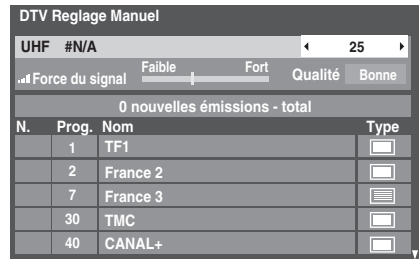 DTV Reglage Manuel
UHF #N/A 25
Force du signal Faible Fort Qualité Bonne
0 nouvelles émissions - total
N. Prog. Nom Type
1 TF1
2 France 2
7 France 3
30 TMC
40 CANAL+